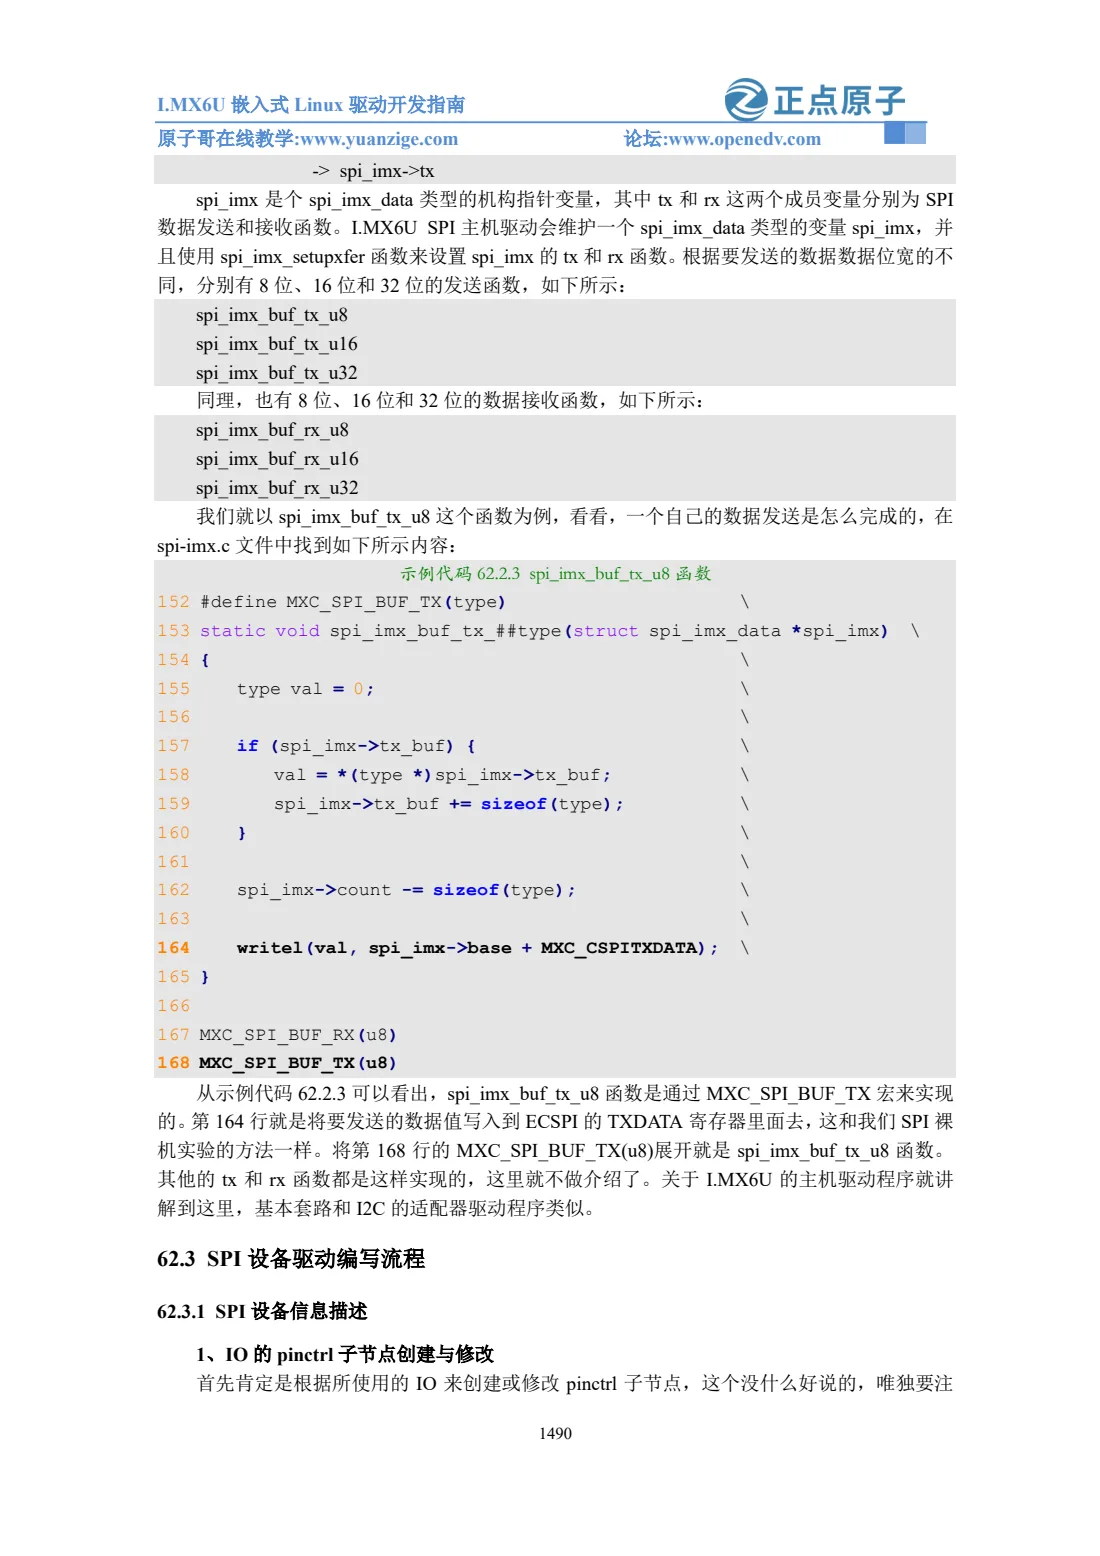 I.MX6U 嵌入式 Linux 驱动开发指南
正点原子
原子哥在线教学:www.yuanzige.com 论坛:www.openedv.com
-> spi_imx->tx
spi_imx 是个 spi_imx_data 类型的机构指针变量，其中 tx 和 rx 这两个成员变量分别为 SPI
数据发送和接收函数。I.MX6U SPI 主机驱动会维护一个 spi_imx_data 类型的变量 spi_imx，并
且使用 spi_imx_setupxfer 函数来设置 spi_imx 的 tx 和 rx 函数。根据要发送的数据数据位宽的不
同，分别有 8 位、16 位和 32 位的发送函数，如下所示：
spi_imx_buf_tx_u8
spi_imx_buf_tx_u16
spi_imx_buf_tx_u32
同理，也有 8 位、16 位和 32 位的数据接收函数，如下所示：
spi_imx_buf_rx_u8
spi_imx_buf_rx_u16
spi_imx_buf_rx_u32
我们就以 spi_imx_buf_tx_u8 这个函数为例，看看，一个自己的数据发送是怎么完成的，在
spi-imx.c 文件中找到如下所示内容：
示例代码 62.2.3 spi_imx_buf_tx_u8 函数
152 #define MXC_SPI_BUF_TX(type) \
153 static void spi_imx_buf_tx_##type(struct spi_imx_data *spi_imx) \
154 { \
155 type val = 0; \
156 \
157 if (spi_imx->tx_buf) { \
158 val = *(type *)spi_imx->tx_buf; \
159 spi_imx->tx_buf += sizeof(type); \
160 } \
161 \
162 spi_imx->count -= sizeof(type); \
163 \
164 writel(val, spi_imx->base + MXC_CSPITXDATA); \
165 }
166
167 MXC_SPI_BUF_RX(u8)
168 MXC_SPI_BUF_TX(u8)
从示例代码 62.2.3 可以看出，spi_imx_buf_tx_u8 函数是通过 MXC_SPI_BUF_TX 宏来实现
的。第 164 行就是将要发送的数据值写入到 ECSPI 的 TXDATA 寄存器里面去，这和我们 SPI 裸
机实验的方法一样。将第 168 行的 MXC_SPI_BUF_TX(u8)展开就是 spi_imx_buf_tx_u8 函数。
其他的 tx 和 rx 函数都是这样实现的，这里就不做介绍了。关于 I.MX6U 的主机驱动程序就讲
解到这里，基本套路和 I2C 的适配器驱动程序类似。
62.3 SPI 设备驱动编写流程
62.3.1 SPI 设备信息描述
1、IO 的 pinctrl 子节点创建与修改
首先肯定是根据所使用的 IO 来创建或修改 pinctrl 子节点，这个没什么好说的，唯独要注
1490